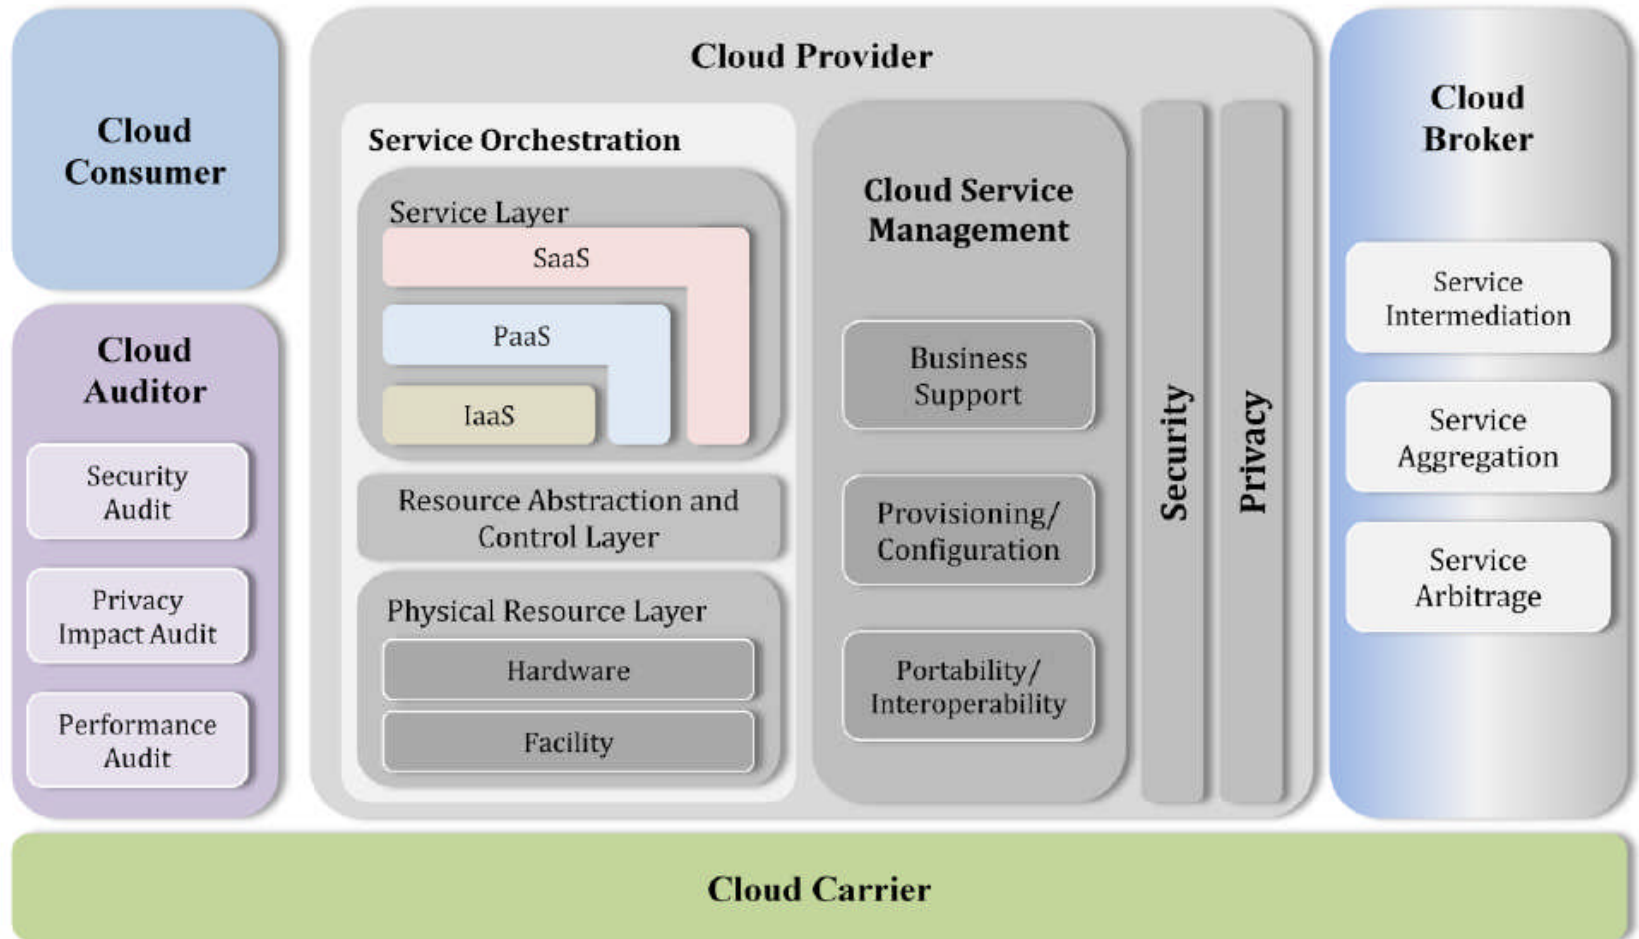 Cloud
Consumer
Cloud
Auditor
Security
Audit
Privacy
Impact Audit
Performance
Audit
Cloud Provider
Service Orchestration
Service Layer
SaaS
PaaS
IaaS
Resource Abstraction and
Control Layer
Physical Resource Layer
Hardware
Facility
Cloud Service
Management
Business
Support
Provisioning/
Configuration
Portability/
Interoperability
Security
Privacy
Cloud
Broker
Service
Intermediation
Service
Aggregation
Service
Arbitrage
Cloud Carrier